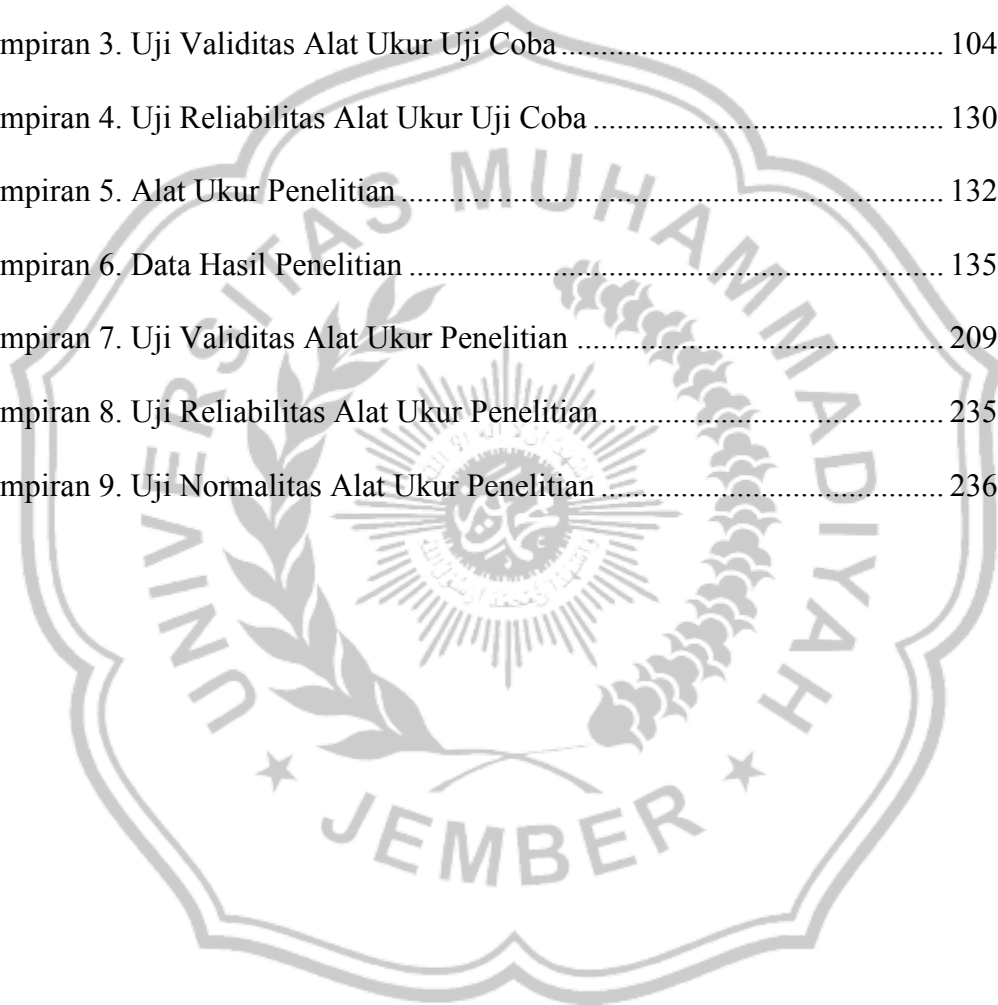 mpiran 3. Uji Validitas Alat Ukur Uji Coba ............................................... 104
mpiran 4. Uji Reliabilitas Alat Ukur Uji Coba ........................................... 130
mpiran 5. Alat Ukur Penelitian .................................................................. 132
mpiran 6. Data Hasil Penelitian ................................................................. 135
mpiran 7. Uji Validitas Alat Ukur Penelitian ............................................. 209
mpiran 8. Uji Reliabilitas Alat Ukur Penelitian .......................................... 235
mpiran 9. Uji Normalitas Alat Ukur Penelitian .......................................... 236
UNIVERSITAS MUHAMMADIYAH
JEMBER